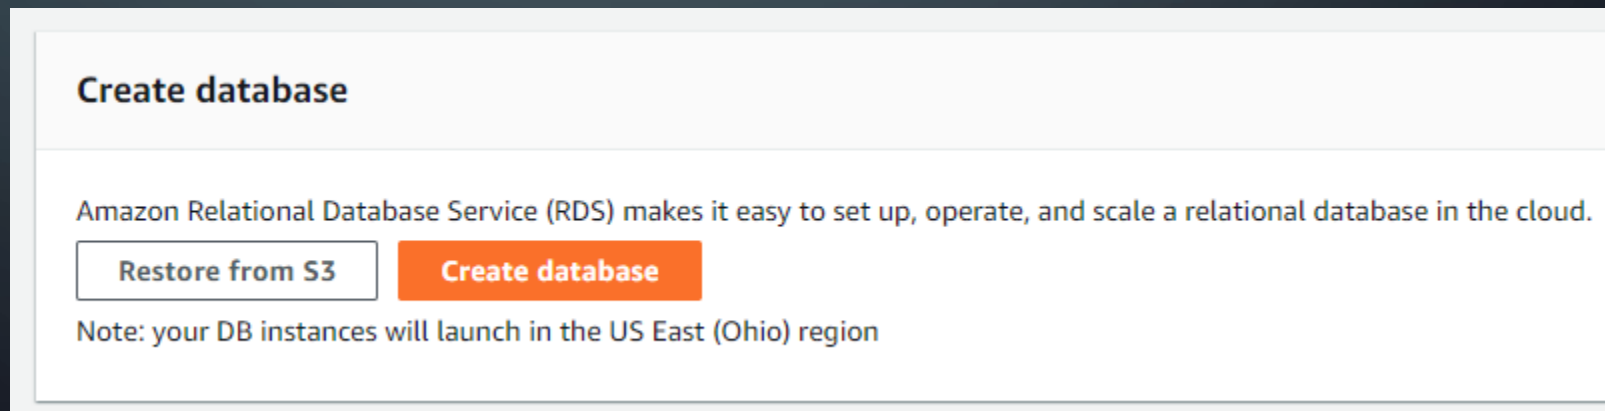 Create database
Amazon Relational Database Service (RDS) makes it easy to set up, operate, and scale a relational database in the cloud.
Restore from S3 Create database
Note: your DB instances will launch in the US East (Ohio) region